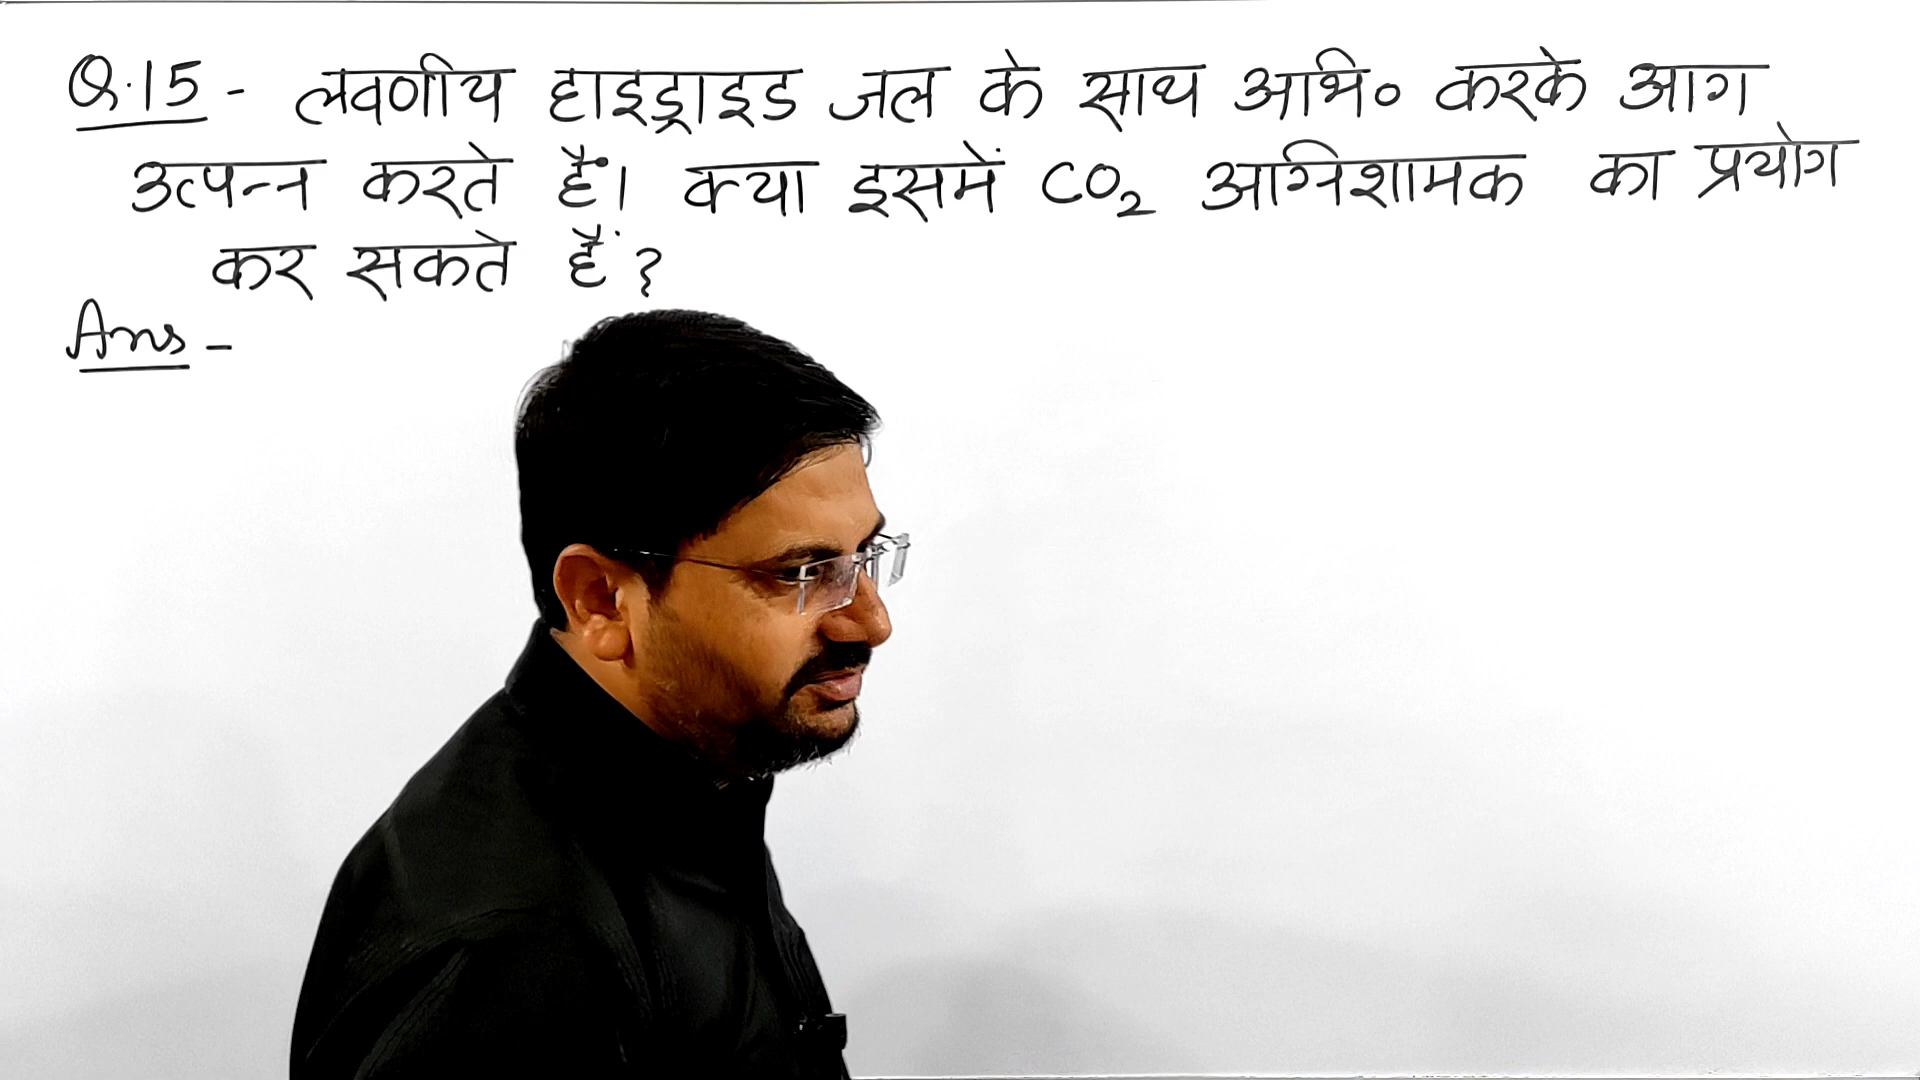 Q.15 - लवणीय हाइड्राइड जल के साथ अभि० करके आग
उत्पन्न करते हैं। क्या इसमें CO₂ अग्निशामक का प्रयोग
कर सकते हैं ?
Ans -